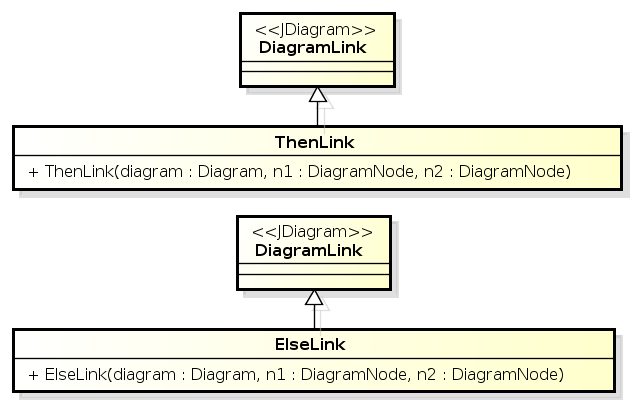 <<JDiagram>>
DiagramLink
ThenLink
+ ThenLink(diagram : Diagram, n1 : DiagramNode, n2 : DiagramNode)
<<JDiagram>>
DiagramLink
ElseLink
+ ElseLink(diagram : Diagram, n1 : DiagramNode, n2 : DiagramNode)